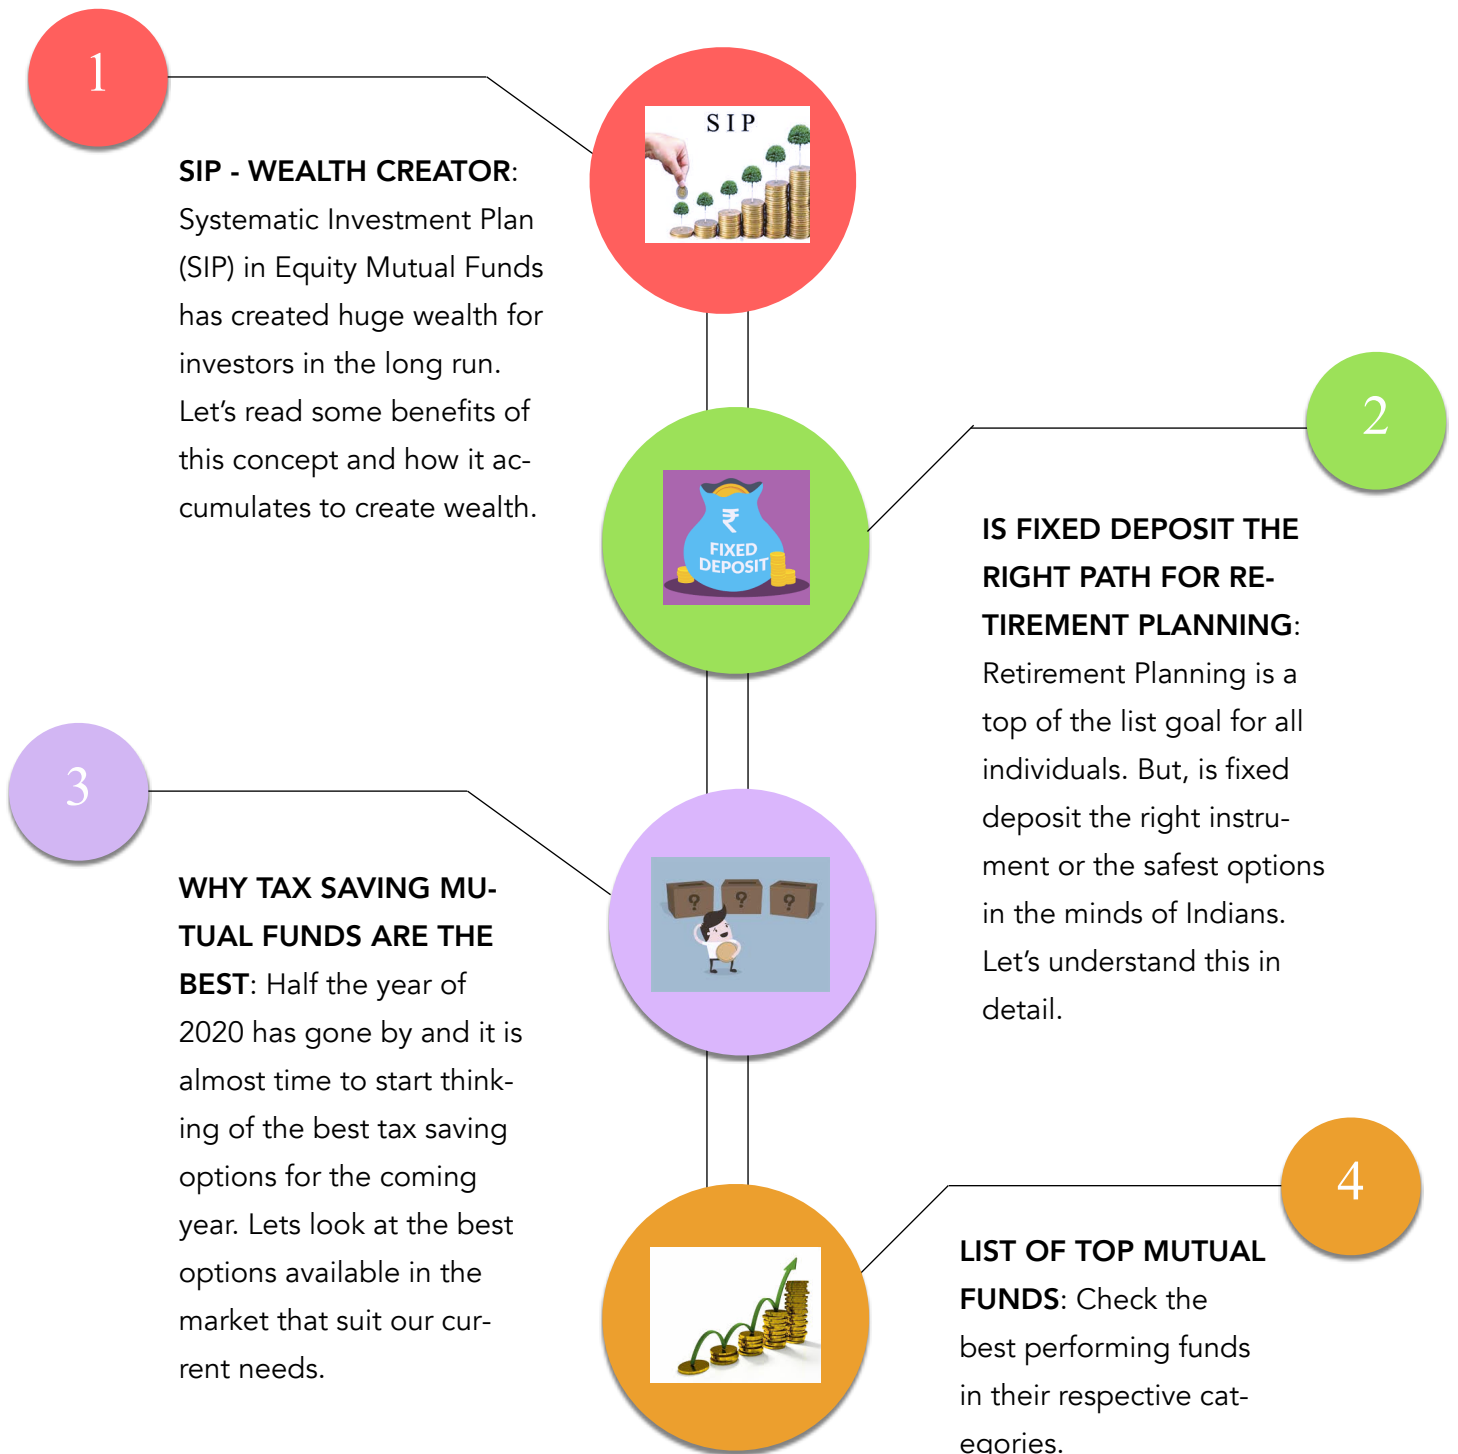 1
SIP
SIP - WEALTH CREATOR:
Systematic Investment Plan
(SIP) in Equity Mutual Funds
has created huge wealth for
investors in the long run.
Let’s read some benefits of
this concept and how it ac-
cumulates to create wealth.
2
₹
FIXED
DEPOSIT
IS FIXED DEPOSIT THE
RIGHT PATH FOR RE-
TIREMENT PLANNING:
Retirement Planning is a
top of the list goal for all
individuals. But, is fixed
deposit the right instru-
ment or the safest options
in the minds of Indians.
Let’s understand this in
detail.
3
? ? ?
WHY TAX SAVING MU-
TUAL FUNDS ARE THE
BEST: Half the year of
2020 has gone by and it is
almost time to start think-
ing of the best tax saving
options for the coming
year. Lets look at the best
options available in the
market that suit our cur-
rent needs.
4
LIST OF TOP MUTUAL
FUNDS: Check the
best performing funds
in their respective cat-
egories.